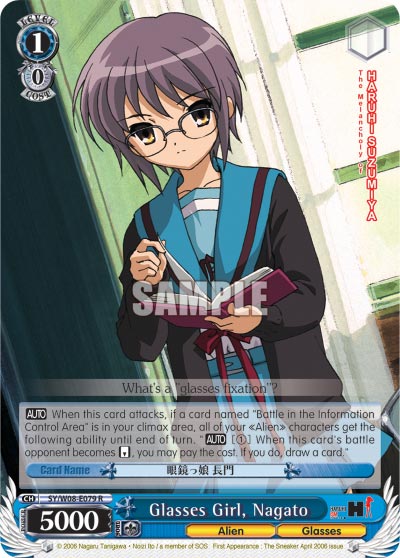 LEVEL
1
0
COST
The Melancholy of
HARUHI SUZUMIYA
SAMPLE
What's a "glasses fixation"?
AUTO When this card attacks, if a card named "Battle in the Information
Control Area" is in your climax area, all of your «Alien» characters get the
following ability until end of turn. "AUTO [①] When this card's battle
opponent becomes , you may pay the cost. If you do, draw a card."
Card Name
眼鏡っ娘 長門
CH
SY/W08-E079 R
POWER
5000
SOUL
Glasses Girl, Nagato
Alien
Glasses
© 2006 Nagaru Tanigawa • Noizi Ito / a member of SOS First Appearance : The Sneaker April 2006 issue